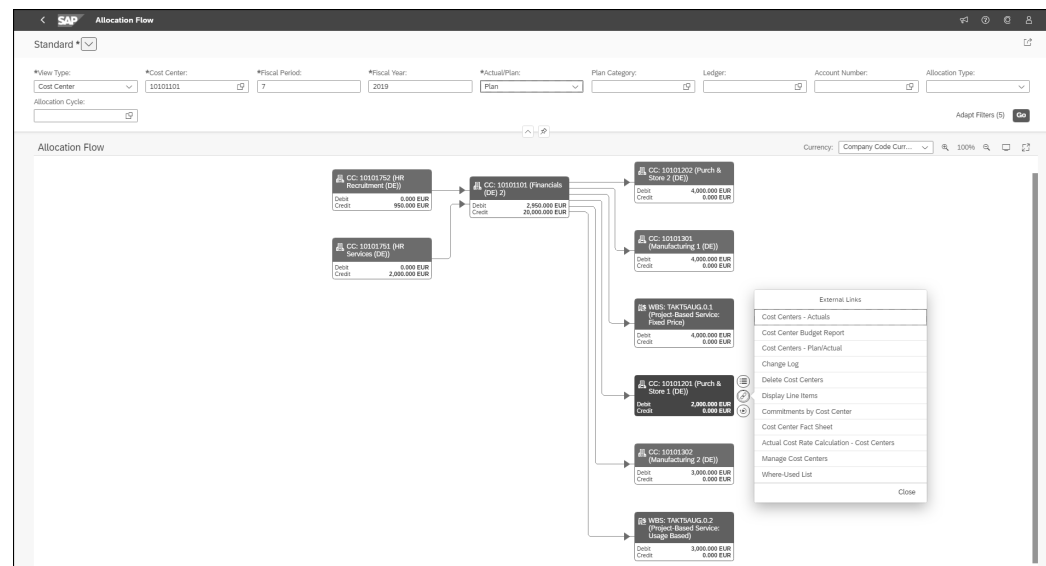 SAP Allocation Flow
Standard *
*View Type: *Cost Center: *Fiscal Period: *Fiscal Year: *Actual/Plan: Plan Category: Ledger: Account Number: Allocation Type:
Cost Center 10101101 7 2019 Plan
Allocation Cycle:
Adapt Filters (5) Go
Allocation Flow Currency: Company Code Curr... 100%
CC: 10101752 (HR
Recruitment (DE))
Debit 0.000 EUR
Credit 950.000 EUR
CC: 10101751 (HR
Services (DE))
Debit 0.000 EUR
Credit 2,000.000 EUR
CC: 10101101 (Financials
(DE) 2)
Debit 2,950.000 EUR
Credit 20,000.000 EUR
CC: 10101202 (Purch &
Store 2 (DE))
Debit 4,000.000 EUR
Credit 0.000 EUR
CC: 10101301
(Manufacturing 1 (DE))
Debit 4,000.000 EUR
Credit 0.000 EUR
WBS: TAKT5AUG.0.1
(Project-Based Service:
Fixed Price)
Debit 4,000.000 EUR
Credit 0.000 EUR
CC: 10101201 (Purch &
Store 1 (DE))
Debit 2,000.000 EUR
Credit 0.000 EUR
CC: 10101302
(Manufacturing 2 (DE))
Debit 3,000.000 EUR
Credit 0.000 EUR
WBS: TAKT5AUG.0.2
(Project-Based Service:
Usage Based)
Debit 3,000.000 EUR
Credit 0.000 EUR
External Links
Cost Centers - Actuals
Cost Center Budget Report
Cost Centers - Plan/Actual
Change Log
Delete Cost Centers
Display Line Items
Commitments by Cost Center
Cost Center Fact Sheet
Actual Cost Rate Calculation - Cost Centers
Manage Cost Centers
Where-Used List
Close